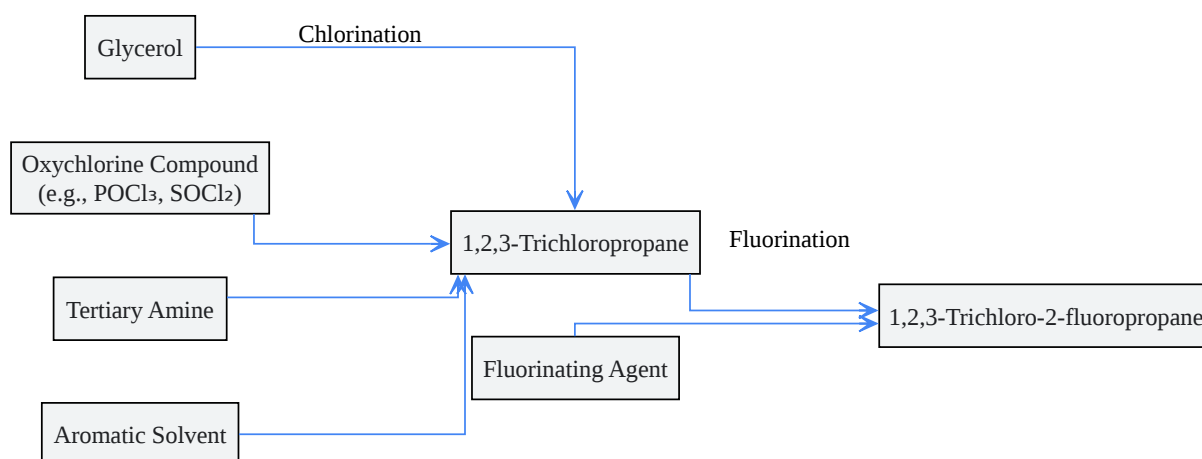 Glycerol
Chlorination
Oxychlorine Compound
(e.g., POCl₃, SOCl₂)
1,2,3-Trichloropropane
Fluorination
Tertiary Amine
1,2,3-Trichloro-2-fluoropropane
Fluorinating Agent
Aromatic Solvent